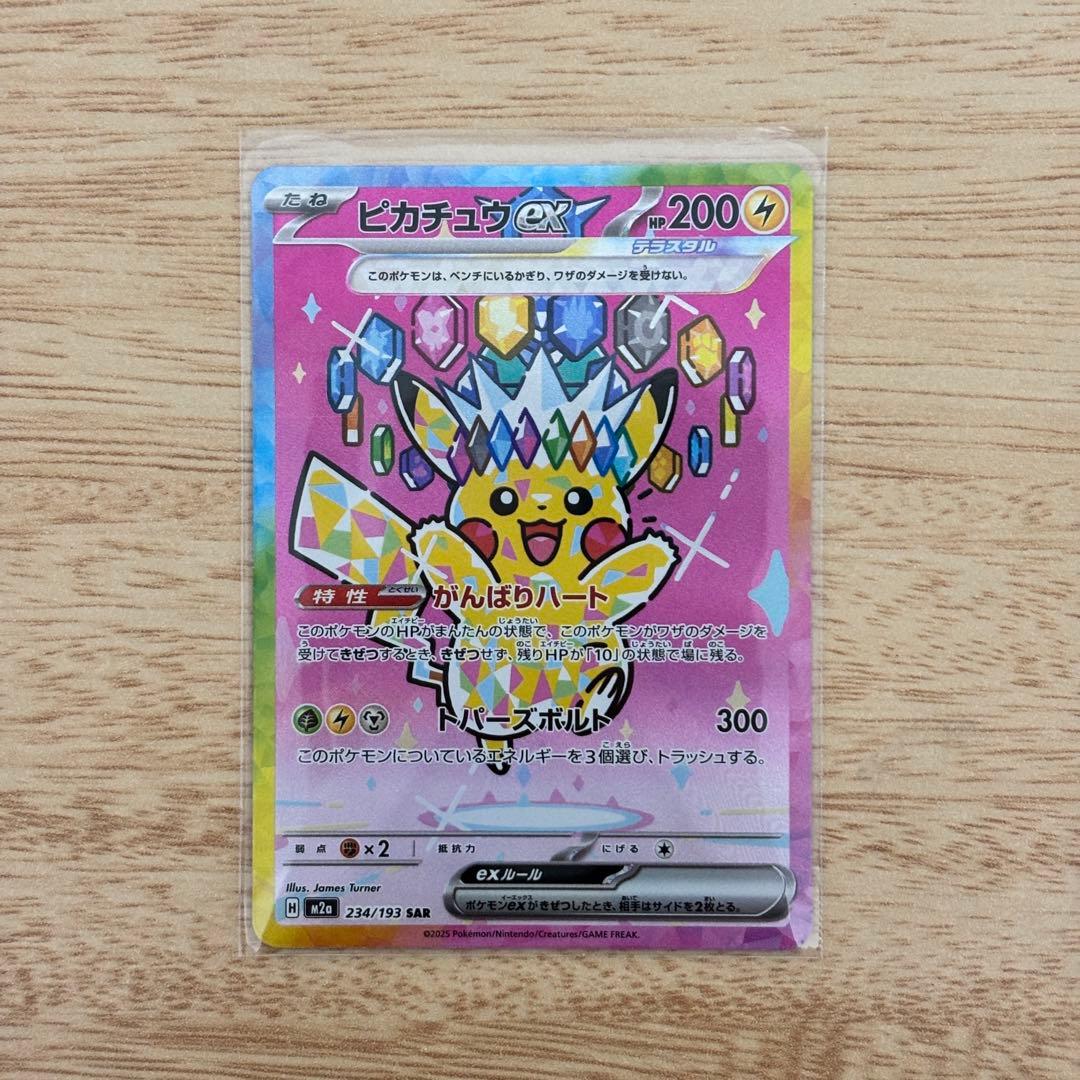 たね ピカチュウex HP200
テラスタル
このポケモンは、ベンチにいるかぎり、ワザのダメージを受けない。
特性 とくせい がんばりハート
このポケモンのHPがまんたんの状態で、このポケモンがワザのダメージを
受けてきぜつするとき、きぜつせず、残りHPが「10」の状態で場に残る。
トパーズボルト 300
このポケモンについているエネルギーを3個選び、トラッシュする。
弱点 ×2 抵抗力 にげる
exルール
ポケモンexがきぜつしたとき、相手はサイドを2枚とる。
Illus. James Turner
H M2a 234/193 SAR
©2025 Pokémon/Nintendo/Creatures/GAME FREAK.